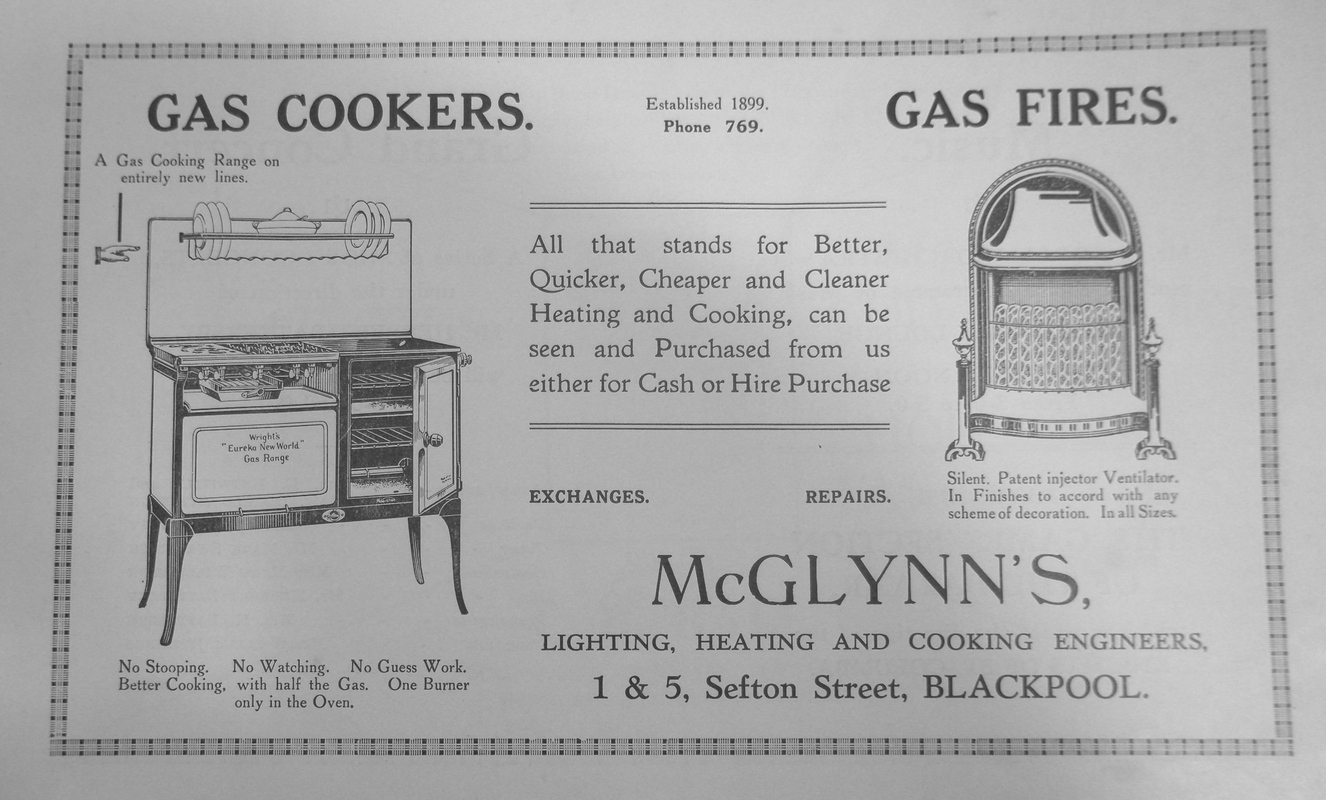 GAS COOKERS.
Established 1899.
Phone 769.
GAS FIRES.
A Gas Cooking Range on
entirely new lines.
Wright's
"Eureka New World"
Gas Range
No Stooping. No Watching. No Guess Work.
Better Cooking, with half the Gas. One Burner
only in the Oven.
All that stands for Better,
Quicker, Cheaper and Cleaner
Heating and Cooking, can be
seen and Purchased from us
either for Cash or Hire Purchase
EXCHANGES. REPAIRS.
Silent. Patent injector Ventilator.
In Finishes to accord with any
scheme of decoration. In all Sizes.
McGLYNN'S,
LIGHTING, HEATING AND COOKING ENGINEERS,
1 & 5, Sefton Street, BLACKPOOL.